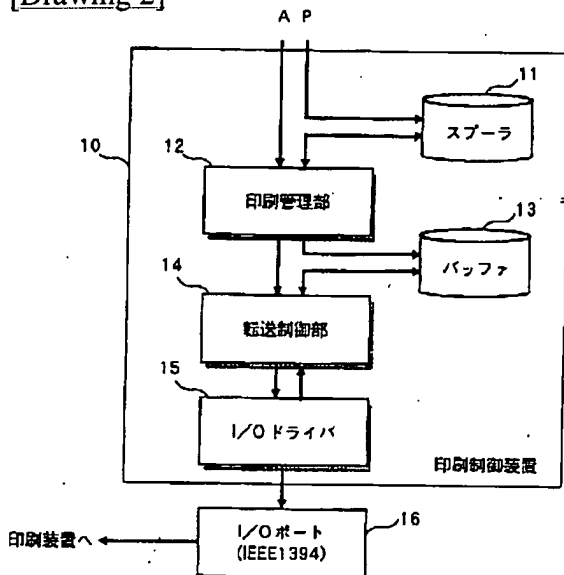 [Drawing 2]
A P
11
スプーラ
10
12
印刷管理部
13
バッファ
14
転送制御部
15
I/Oドライバ
印刷制御装置
I/Oポート
(IEEE1394)
16
印刷装置へ